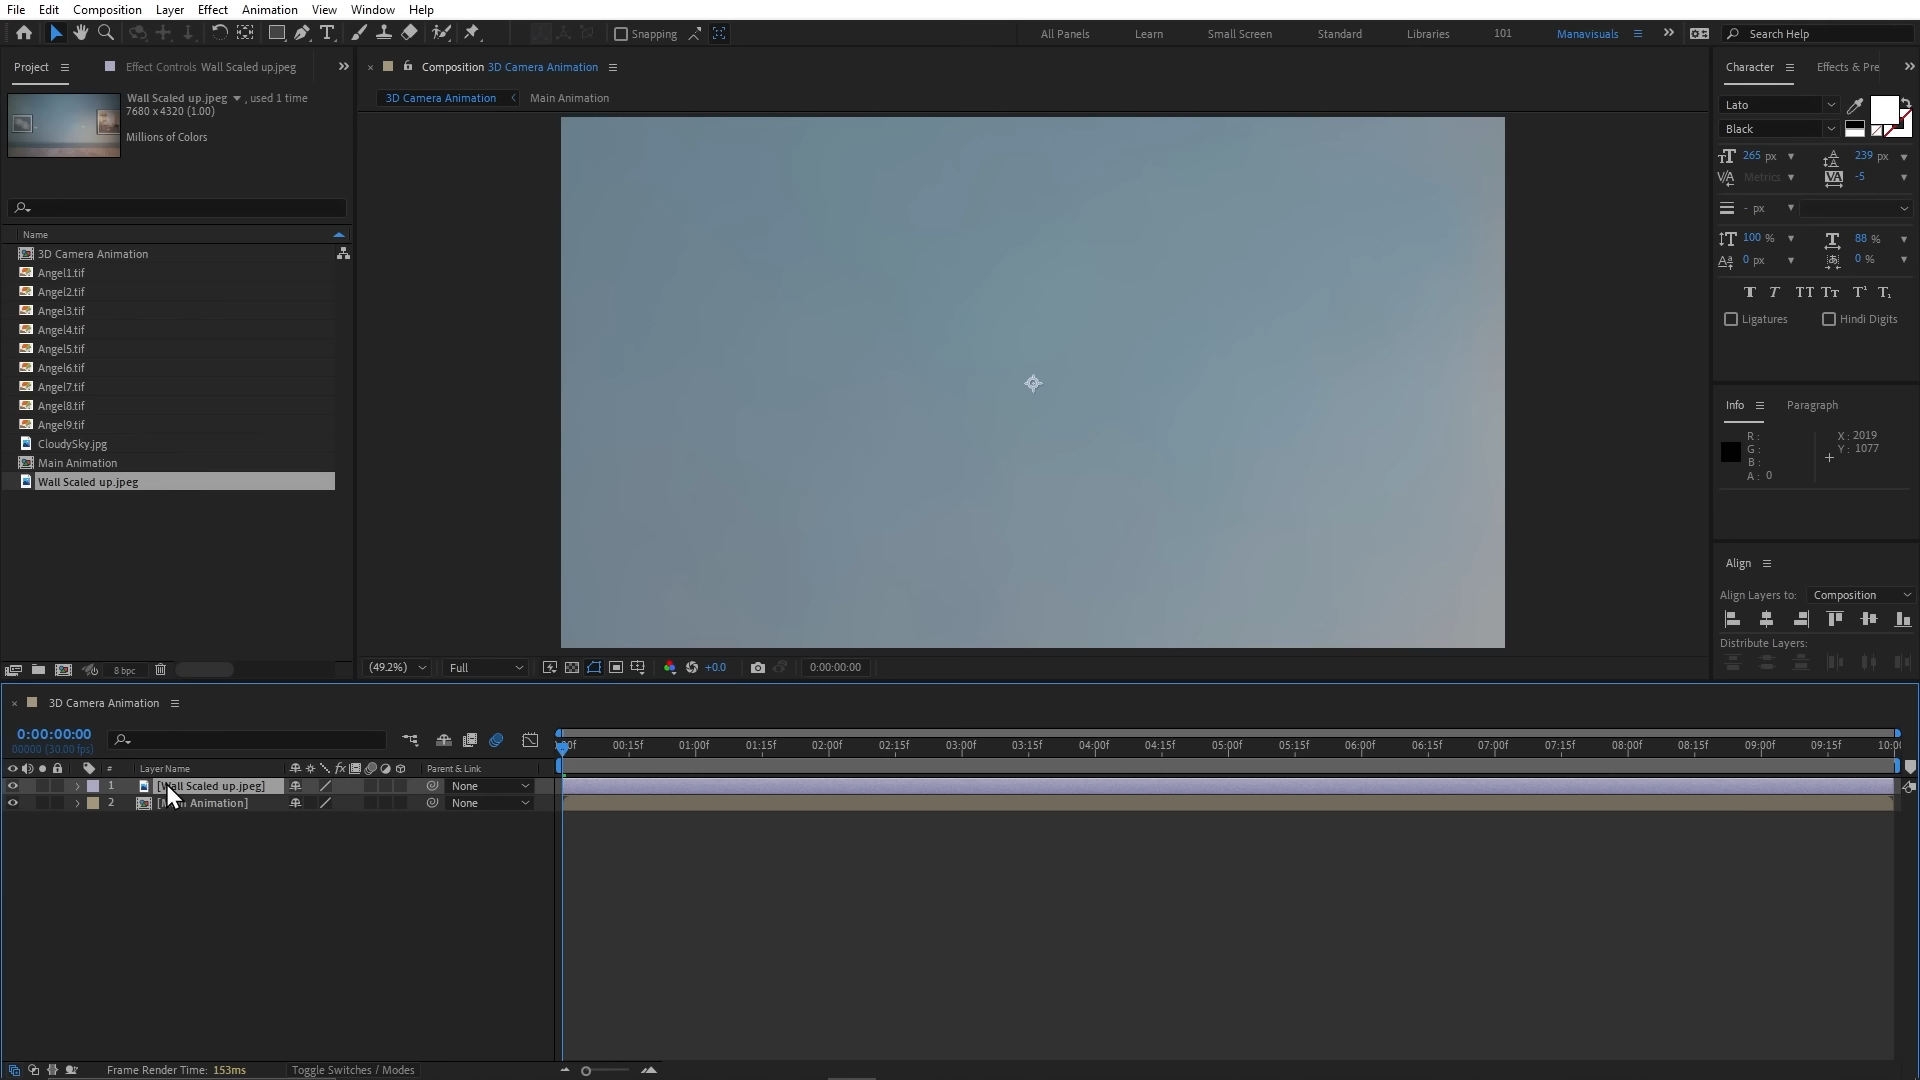 File Edit Composition Layer Effect Animation View Window Help
Snapping
All Panels Learn Small Screen Standard Libraries 101 Manavisuals Search Help
Project Effect Controls Wall Scaled up.jpeg
Wall Scaled up.jpeg , used 1 time
7680 x 4320 (1.00)
Millions of Colors
Name
3D Camera Animation
Angel1.tif
Angel2.tif
Angel3.tif
Angel4.tif
Angel5.tif
Angel6.tif
Angel7.tif
Angel8.tif
Angel9.tif
CloudySky.jpg
Main Animation
Wall Scaled up.jpeg
8 bpc
Composition 3D Camera Animation
3D Camera Animation Main Animation
(49.2%) Full +0.0 0:00:00:00
Character Effects & Pre
Lato
Black
265 px 239 px
Metrics -5
- px
100 % 88 %
0 px 0 %
T T TT Tт T¹ T₁
Ligatures Hindi Digits
Info Paragraph
R : X : 2019
G : Y : 1077
B :
A : 0
Align
Align Layers to: Composition
Distribute Layers:
3D Camera Animation
0:00:00:00
00000 (30.00 fps)
:00f 00:15f 01:00f 01:15f 02:00f 02:15f 03:00f 03:15f 04:00f 04:15f 05:00f 05:15f 06:00f 06:15f 07:00f 07:15f 08:00f 08:15f 09:00f 09:15f 10:00
# Layer Name fx Parent & Link
1 [Wall Scaled up.jpeg] None
2 [Main Animation] None
Frame Render Time: 153ms Toggle Switches / Modes